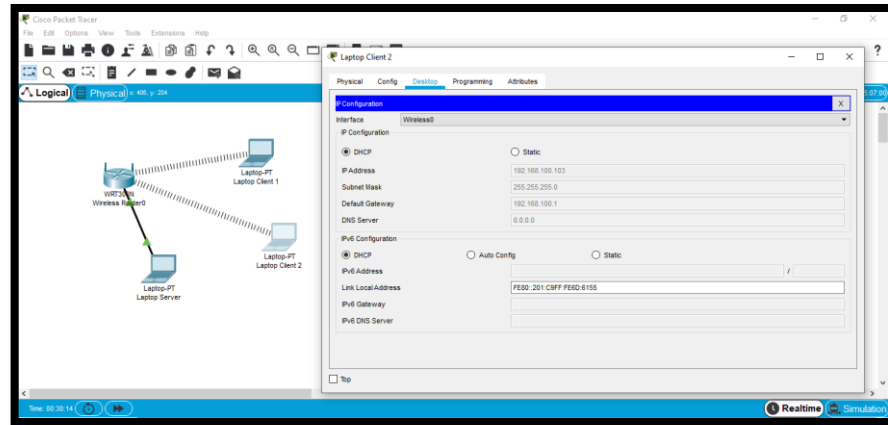 Cisco Packet Tracer
File Edit Options View Tools Extensions Help
?
Logical Physical x: 408, y: 204
Laptop-PT
Laptop Client 1
WRT300N
Wireless Router0
Laptop-PT
Laptop Client 2
Laptop-PT
Laptop Server
Laptop Client 2
Physical Config Desktop Programming Attributes
IP Configuration X
Interface Wireless0
IP Configuration
DHCP Static
IP Address 192.168.100.103
Subnet Mask 255.255.255.0
Default Gateway 192.168.100.1
DNS Server 0.0.0.0
IPv6 Configuration
DHCP Auto Config Static
IPv6 Address /
Link Local Address FE80::201:C9FF:FE6D:6155
IPv6 Gateway
IPv6 DNS Server
Top
Time: 00:30:14 Realtime Simulation